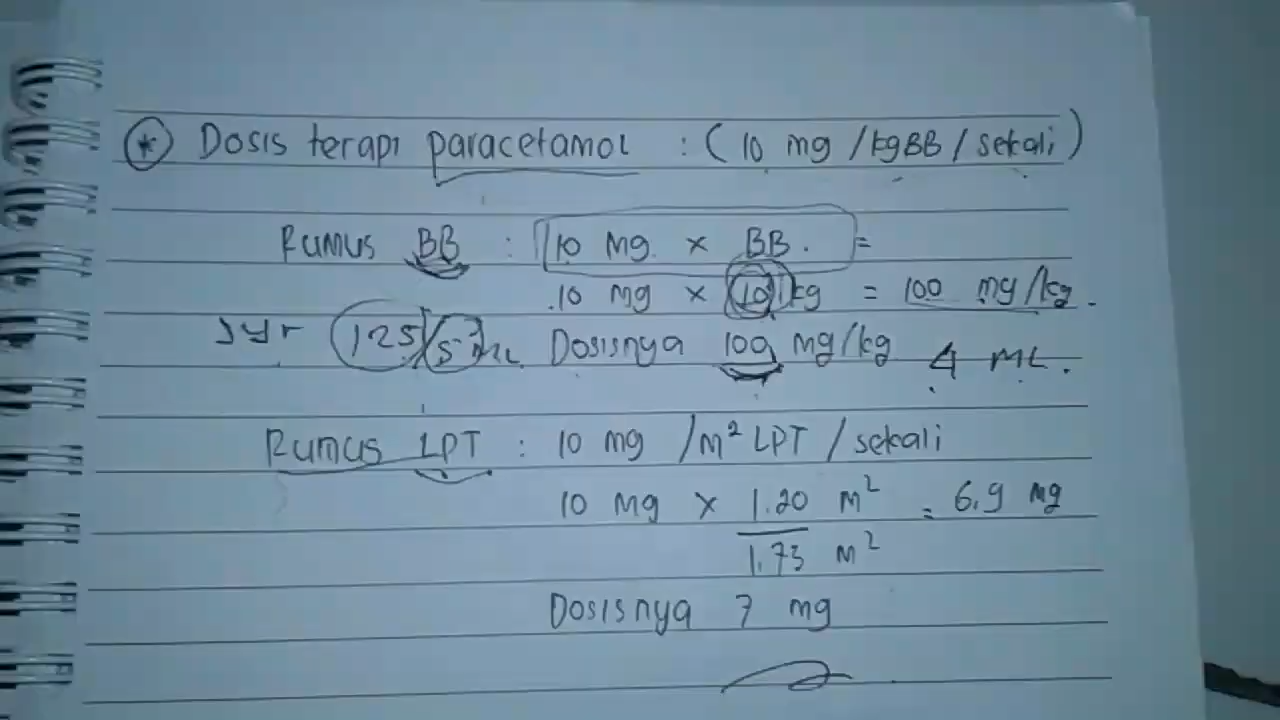 * Dosis terapi paracetamol : (10 mg /kgBB / sekali)
Rumus BB : 10 Mg x BB. =
10 mg x 10 kg = 100 mg/kg.
syr 125/5 mL Dosisnya 100 mg/kg 4 mL.
Rumus LPT : 10 mg /m² LPT / sekali
10 Mg x 1.20 m² = 6,9 mg
1.73 m²
Dosisnya 7 mg